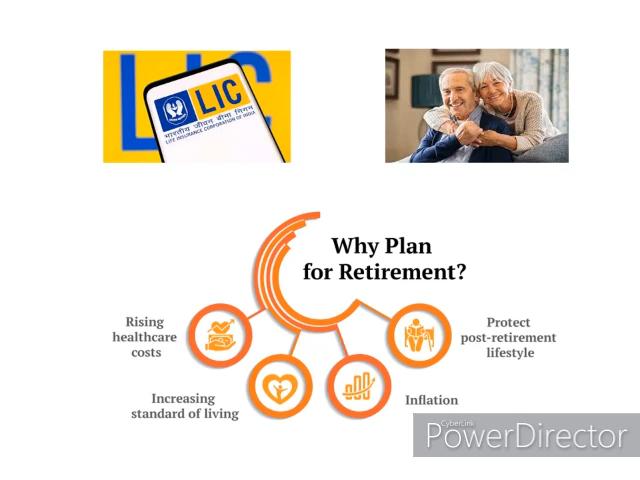 LIC
LIC
भारतीय जीवन बीमा निगम
LIFE INSURANCE CORPORATION OF INDIA
Why Plan
for Retirement?
Rising
healthcare
costs
Protect
post-retirement
lifestyle
Increasing
standard of living
Inflation
CyberLink
PowerDirector